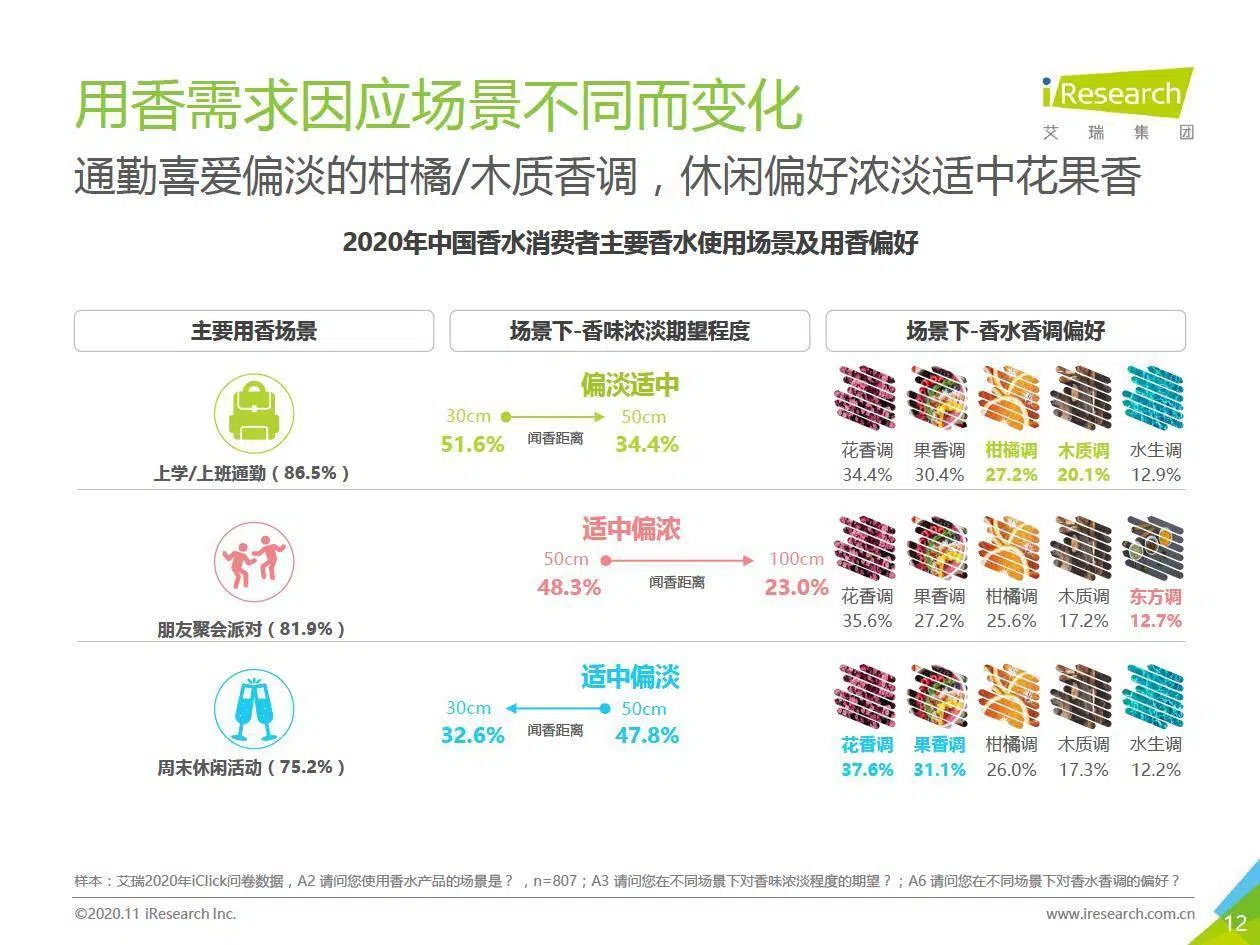 用香需求因应场景不同而变化
iResearch
艾 瑞 集 团
通勤喜爱偏淡的柑橘/木质香调，休闲偏好浓淡适中花果香
2020年中国香水消费者主要香水使用场景及用香偏好
主要用香场景
场景下-香味浓淡期望程度
场景下-香水香调偏好
上学/上班通勤（86.5%）
偏淡适中
30cm 50cm
闻香距离
51.6% 34.4%
花香调 果香调 柑橘调 木质调 水生调
34.4% 30.4% 27.2% 20.1% 12.9%
朋友聚会派对（81.9%）
适中偏浓
50cm 100cm
闻香距离
48.3% 23.0%
花香调 果香调 柑橘调 木质调 东方调
35.6% 27.2% 25.6% 17.2% 12.7%
周末休闲活动（75.2%）
适中偏淡
30cm 50cm
闻香距离
32.6% 47.8%
花香调 果香调 柑橘调 木质调 水生调
37.6% 31.1% 26.0% 17.3% 12.2%
样本：艾瑞2020年iClick问卷数据，A2 请问您使用香水产品的场景是？ ，n=807；A3 请问您在不同场景下对香味浓淡程度的期望？；A6 请问您在不同场景下对香水香调的偏好？
©2020.11 iResearch Inc.
www.iresearch.com.cn
12